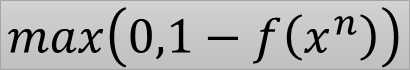 max(0,1 − f(xⁿ))